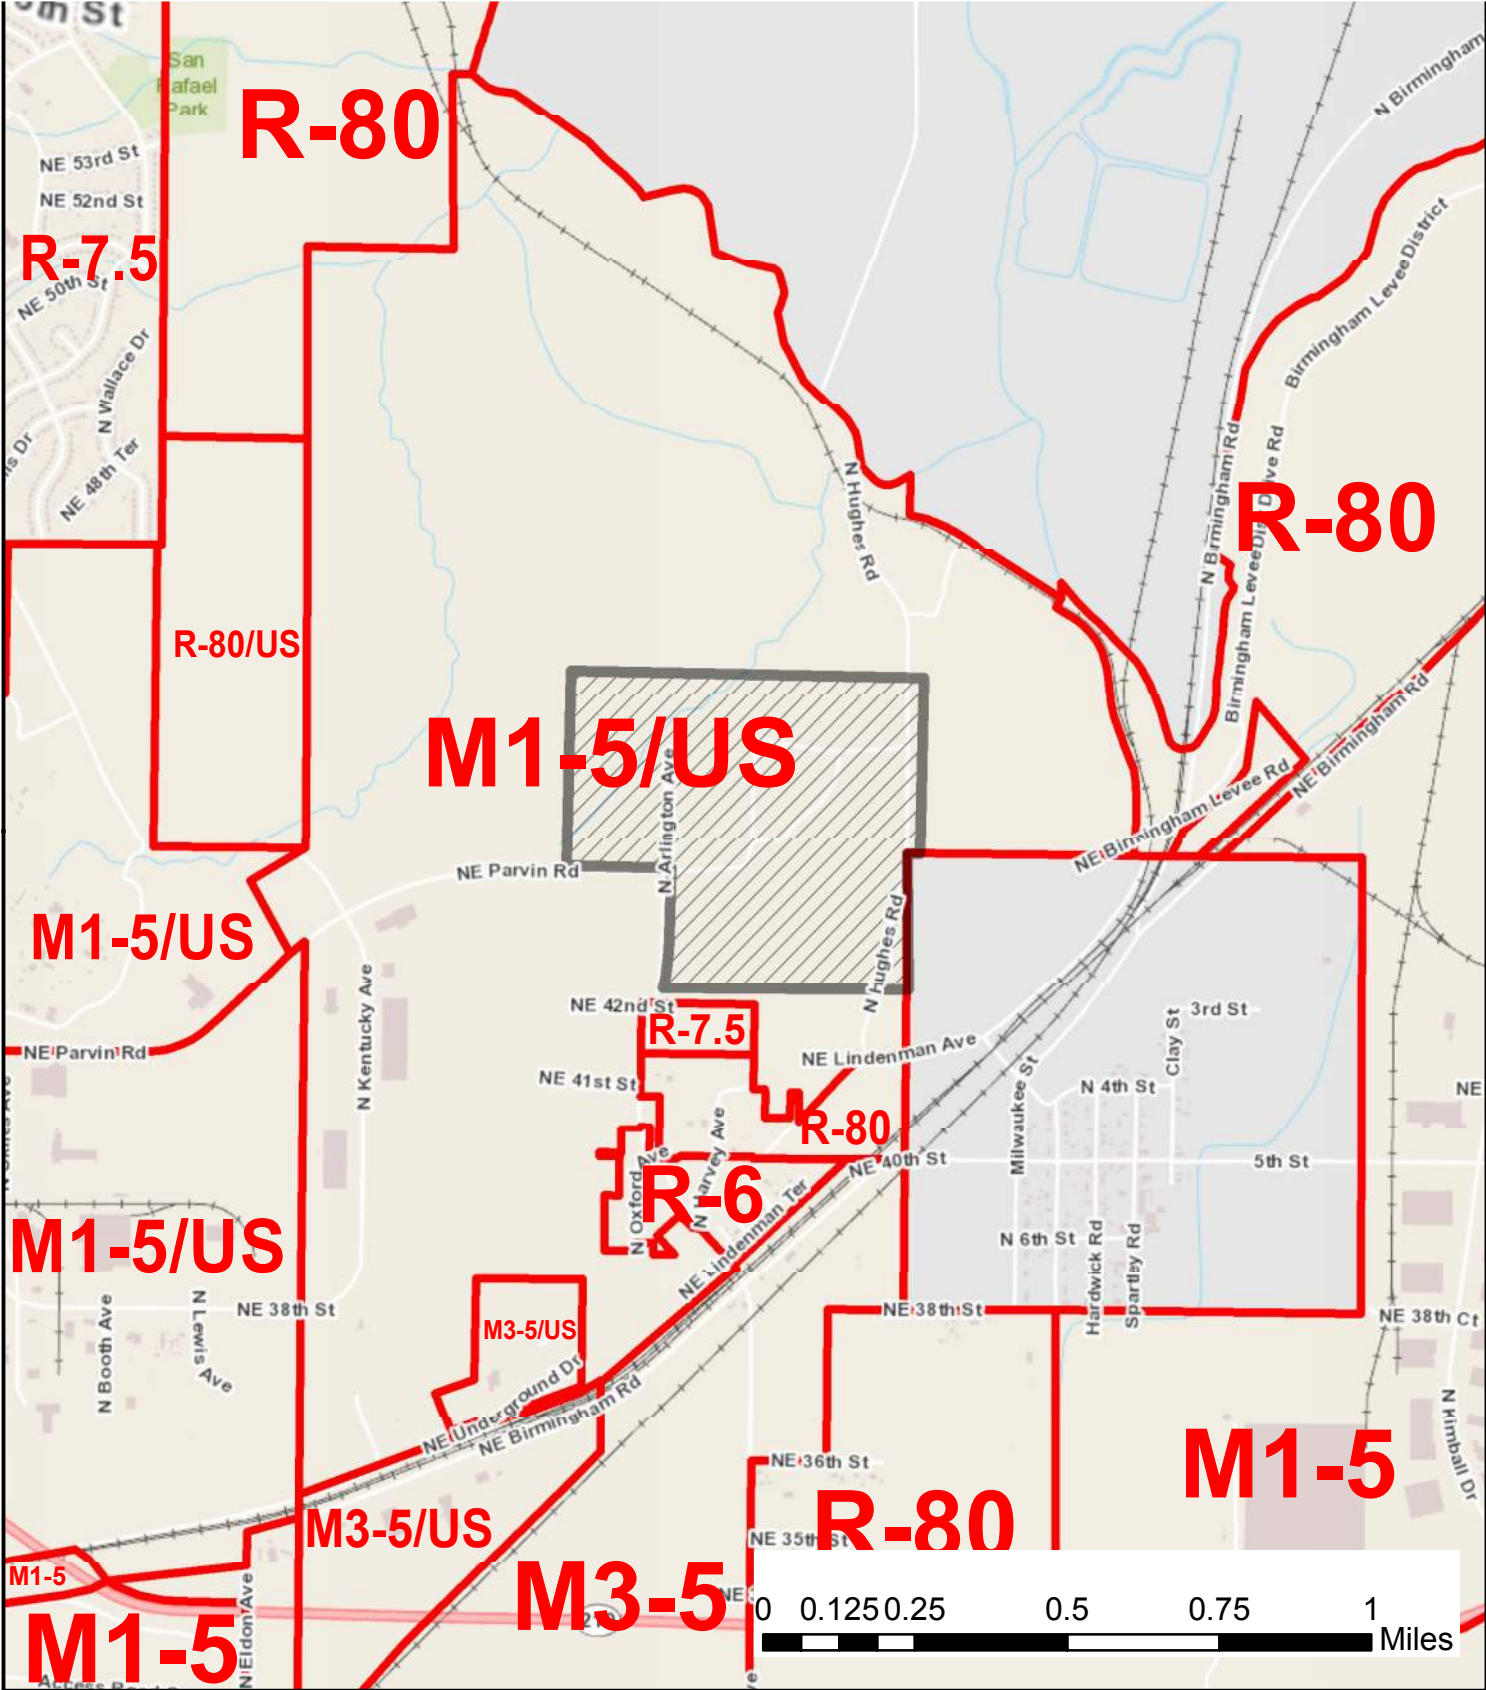 San
Rafael
Park
R-80
N Birmingham
NE 53rd St
NE 52nd St
R-7.5
NE 50th St
N Wallace Dr
NE 48th Ter
Birmingham Levee District
N Hughes Rd
N Birmingham Rd
R-80
R-80/US
M1-5/US
N Arlington Ave
NE Birmingham Levee Rd
NE Birmingham Rd
NE Parvin Rd
M1-5/US
N Hughes Rd
N Kentucky Ave
NE 42nd St
R-7.5
3rd St
Clay St
NE Parvin Rd
NE Lindenman Ave
NE 41st St
N 4th St
NE
Milwaukee St
R-80
N Harvey Ave
NE 40th St
5th St
R-6
N Oxford Ave
NE Lindenman Ter
M1-5/US
N 6th St
Hardwick Rd
Spartley Rd
N Booth Ave
N Lewis Ave
NE 38th St
NE 38th St
NE 38th Ct
M3-5/US
NE Underground Dr
NE Birmingham Rd
N Kimball Dr
M1-5
NE 36th St
R-80
M3-5/US
NE 35th St
M1-5
M3-5
M1-5
N Eldon Ave
210
0 0.125 0.25 0.5 0.75 1
Miles